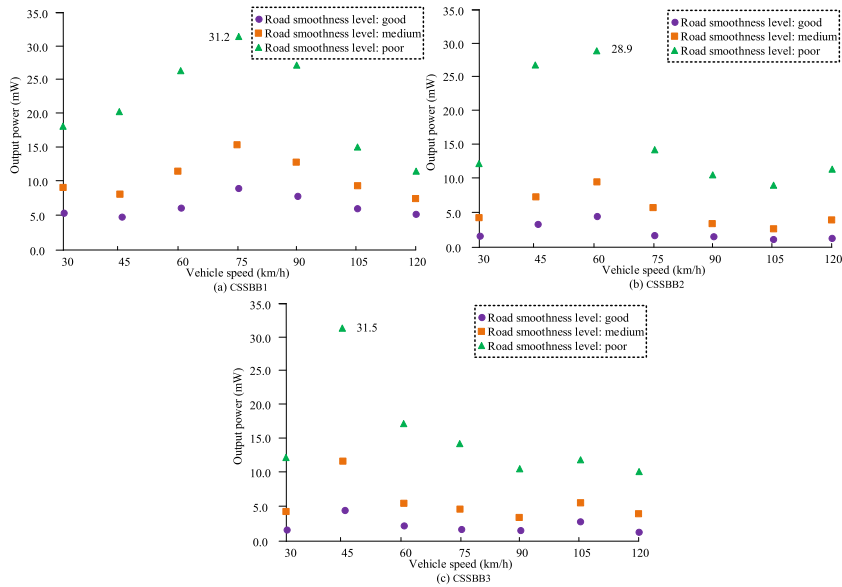 35.0
30.0
25.0
20.0
15.0
10.0
5.0
0.0
Output power (mW)
31.2
Road smoothness level: good
Road smoothness level: medium
Road smoothness level: poor
30 45 60 75 90 105 120
Vehicle speed (km/h)
(a) CSSBB1
35.0
30.0
25.0
20.0
15.0
10.0
5.0
0.0
Output power (mW)
28.9
Road smoothness level: good
Road smoothness level: medium
Road smoothness level: poor
30 45 60 75 90 105 120
Vehicle speed (km/h)
(b) CSSBB2
35.0
30.0
25.0
20.0
15.0
10.0
5.0
0.0
Output power (mW)
31.5
Road smoothness level: good
Road smoothness level: medium
Road smoothness level: poor
30 45 60 75 90 105 120
Vehicle speed (km/h)
(c) CSSBB3